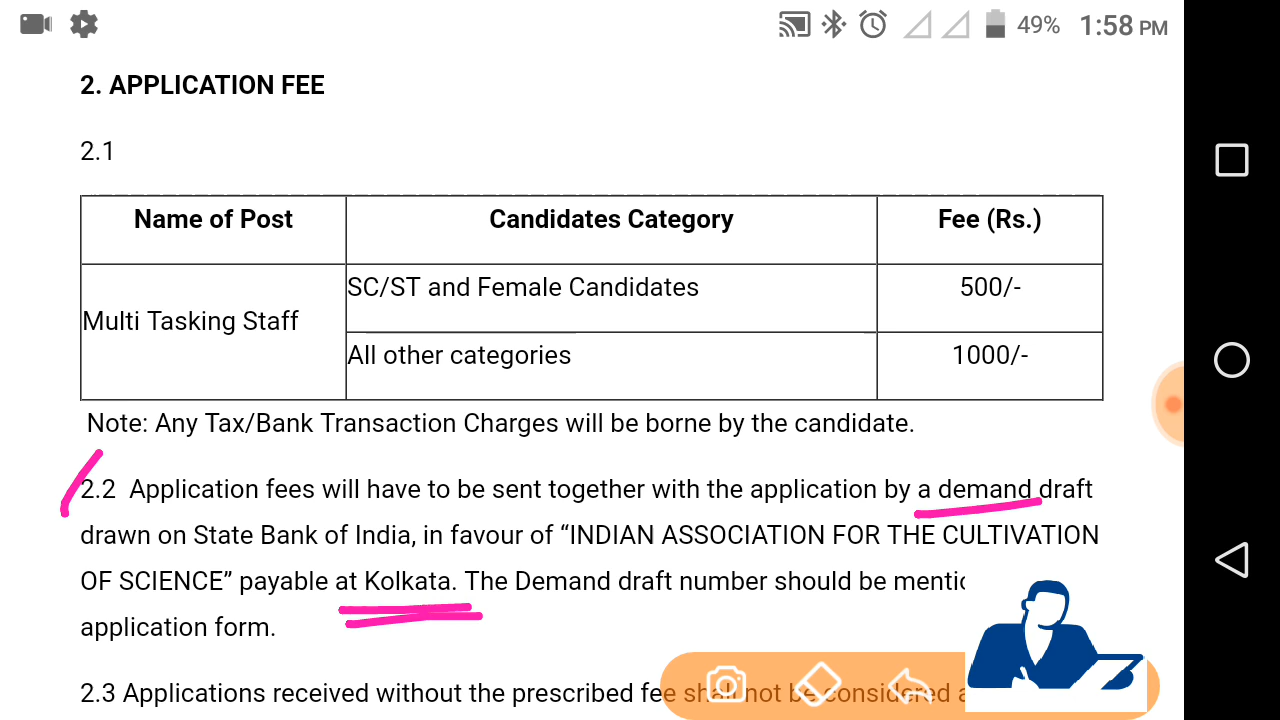 49% 1:58 PM
2. APPLICATION FEE
2.1
Name of Post Candidates Category Fee (Rs.)
SC/ST and Female Candidates 500/-
Multi Tasking Staff
All other categories 1000/-
Note: Any Tax/Bank Transaction Charges will be borne by the candidate.
2.2 Application fees will have to be sent together with the application by a demand draft
drawn on State Bank of India, in favour of “INDIAN ASSOCIATION FOR THE CULTIVATION
OF SCIENCE” payable at Kolkata. The Demand draft number should be
application form.
2.3 Applications received without the prescribed fee shall not be considered